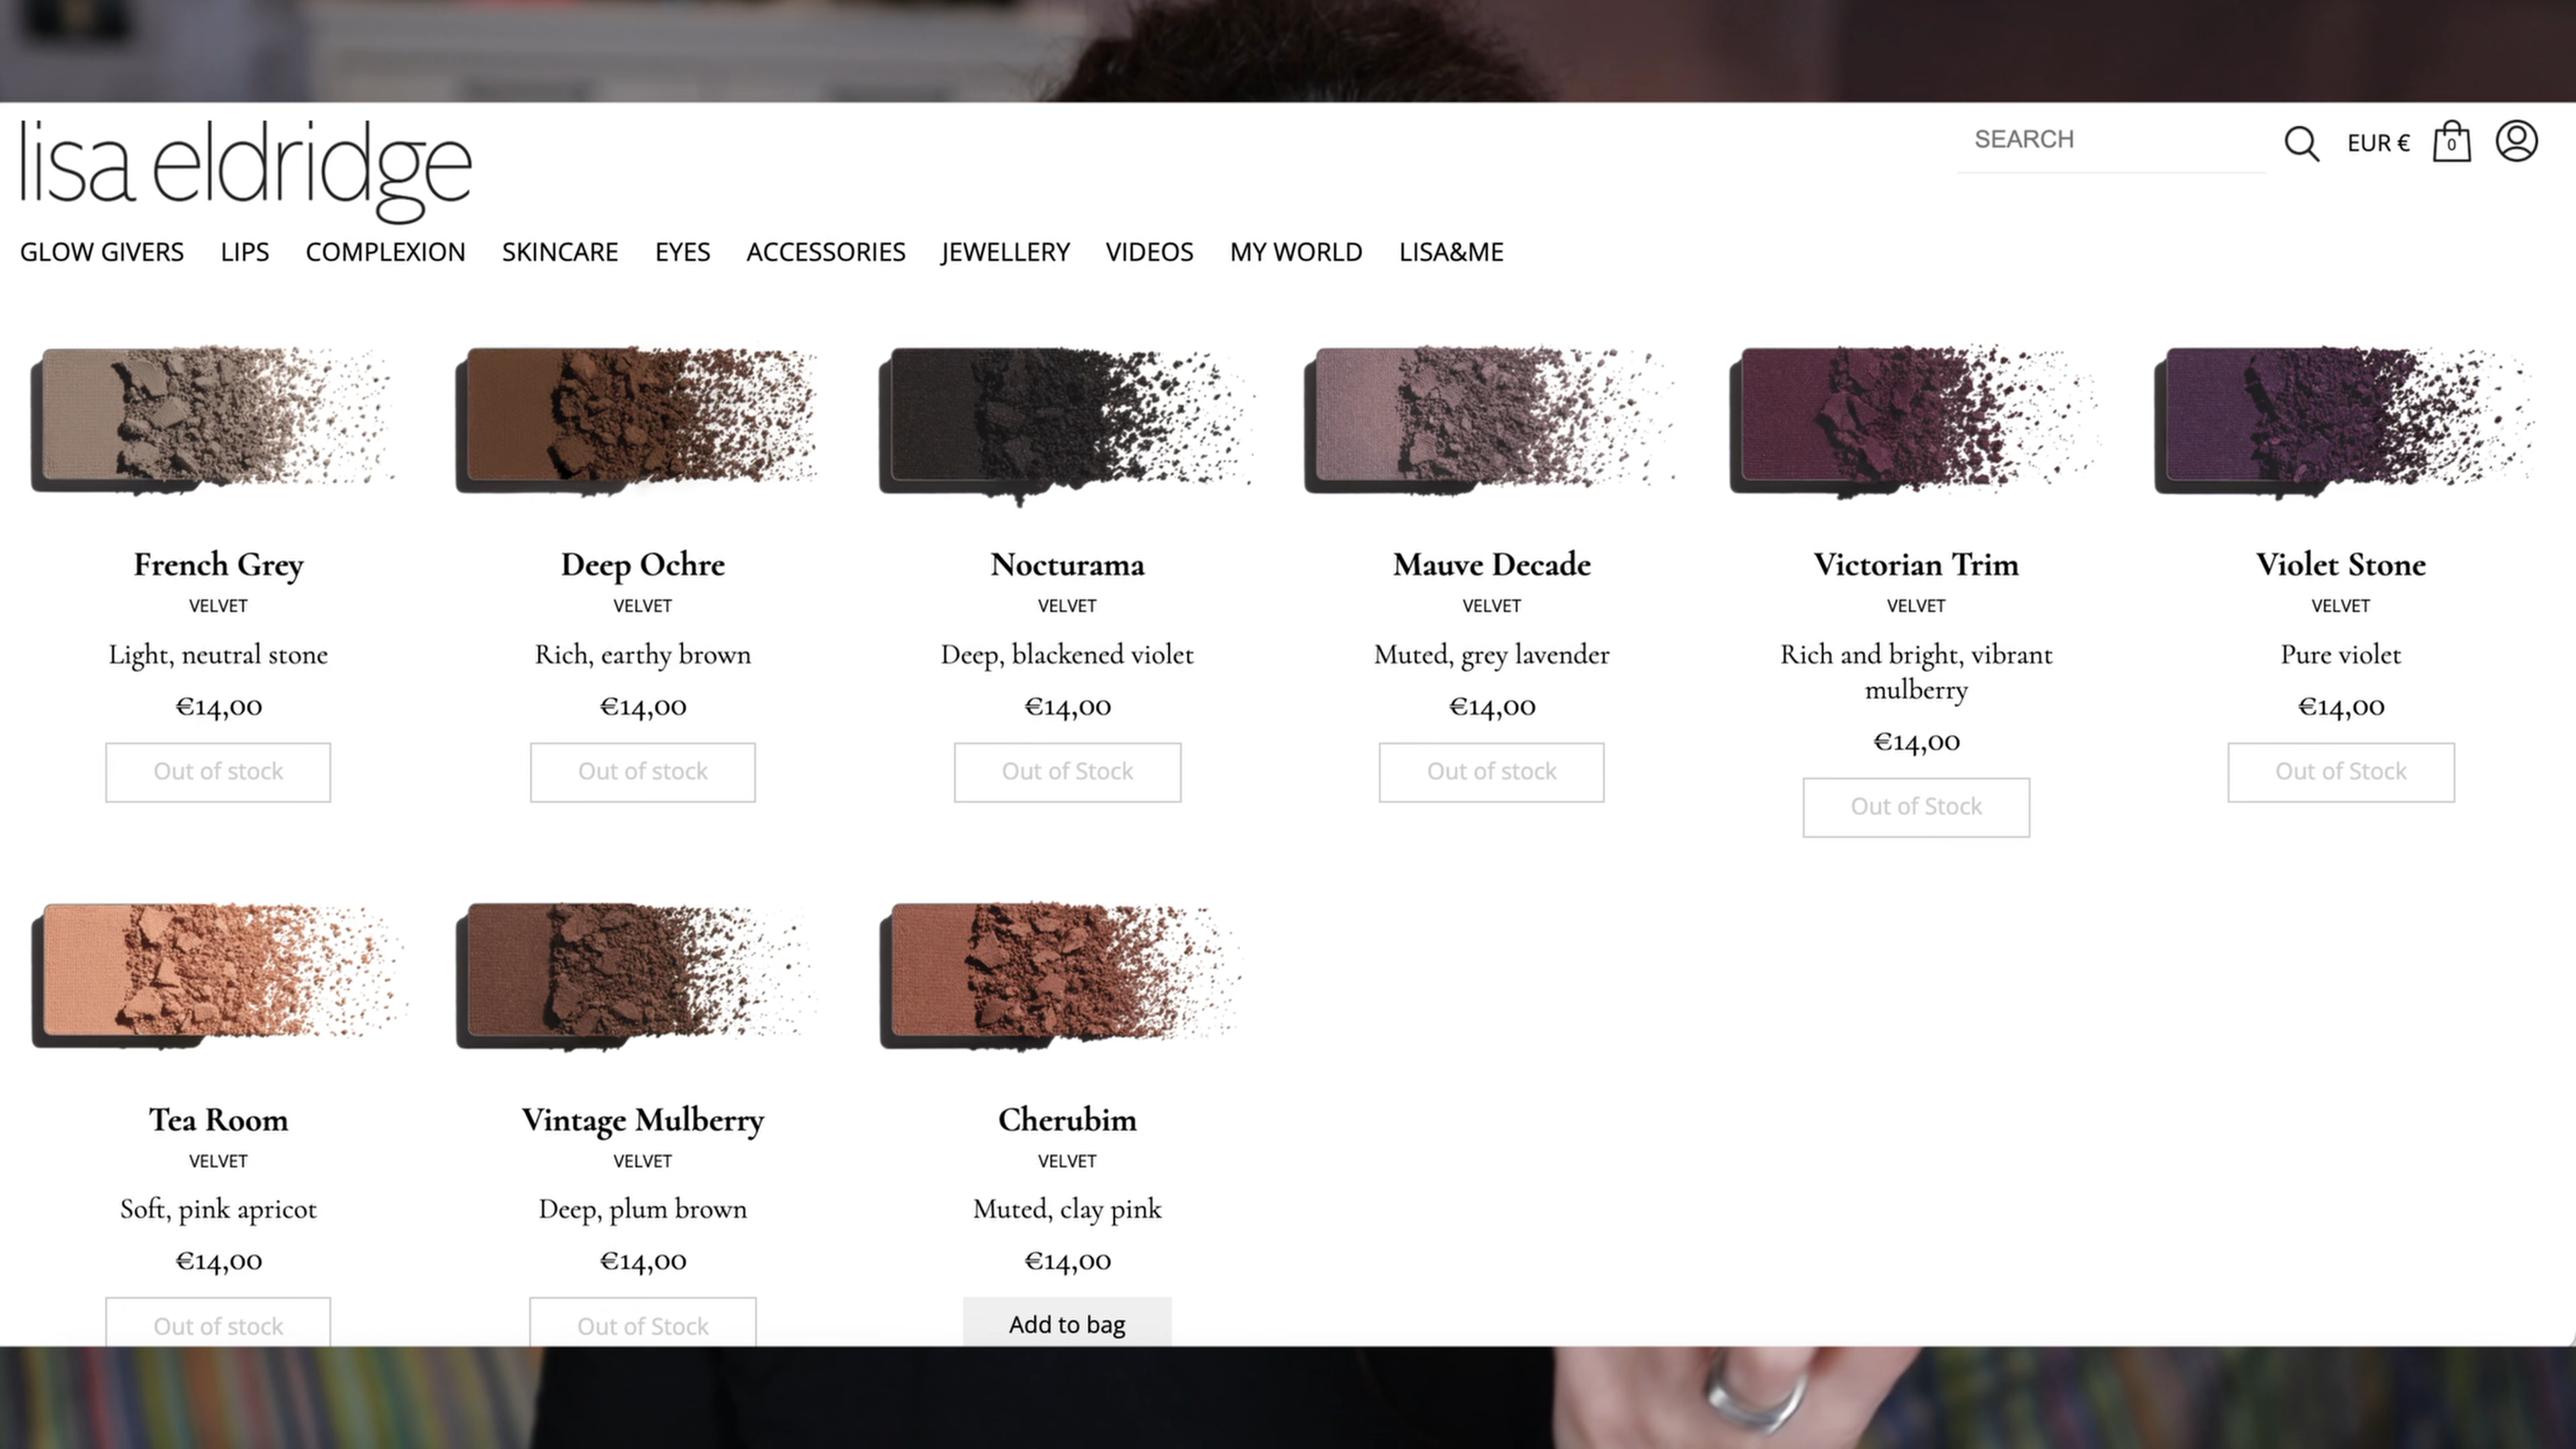 lisa eldridge
SEARCH
EUR €
0
GLOW GIVERS LIPS COMPLEXION SKINCARE EYES ACCESSORIES JEWELLERY VIDEOS MY WORLD LISA&ME
French Grey
VELVET
Light, neutral stone
€14,00
Out of stock
Deep Ochre
VELVET
Rich, earthy brown
€14,00
Out of stock
Nocturama
VELVET
Deep, blackened violet
€14,00
Out of Stock
Mauve Decade
VELVET
Muted, grey lavender
€14,00
Out of stock
Victorian Trim
VELVET
Rich and bright, vibrant
mulberry
€14,00
Out of Stock
Violet Stone
VELVET
Pure violet
€14,00
Out of Stock
Tea Room
VELVET
Soft, pink apricot
€14,00
Out of stock
Vintage Mulberry
VELVET
Deep, plum brown
€14,00
Out of Stock
Cherubim
VELVET
Muted, clay pink
€14,00
Add to bag